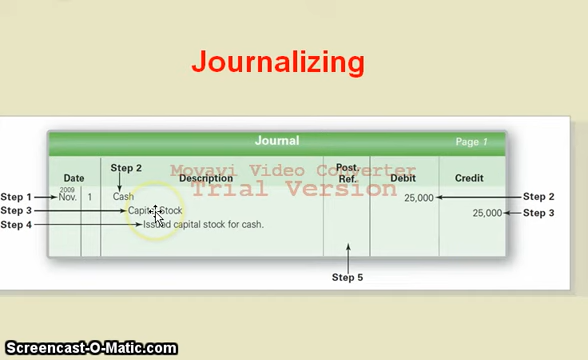 Journalizing
Journal Page 1
Movavi Video Converter
Trial Version
Step 2
Date Description Post. Ref. Debit Credit
2009
Step 1 Nov. 1 Cash 25,000 Step 2
Step 3 Capital Stock 25,000 Step 3
Step 4 Issued capital stock for cash.
Step 5
Screencast-O-Matic.com